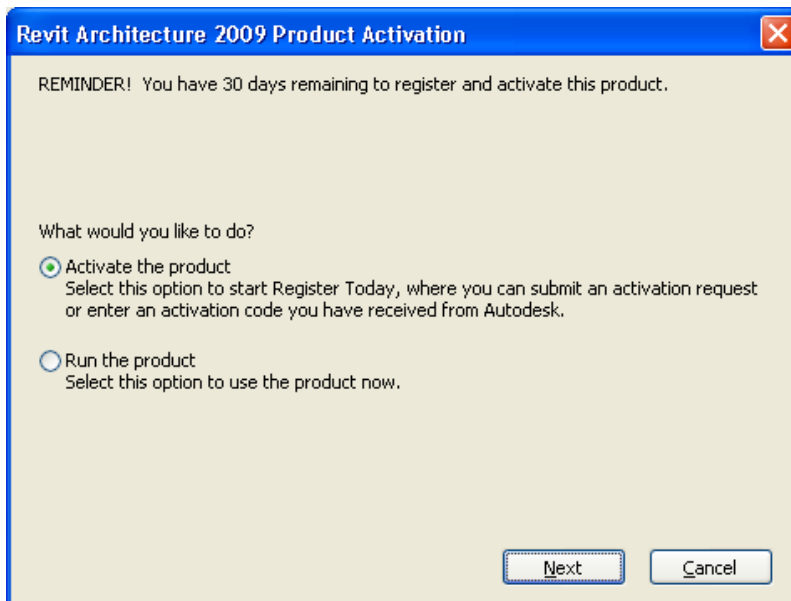 Revit Architecture 2009 Product Activation
REMINDER!  You have 30 days remaining to register and activate this product.
What would you like to do?
Activate the product
Select this option to start Register Today, where you can submit an activation request
or enter an activation code you have received from Autodesk.
Run the product
Select this option to use the product now.
Next
Cancel